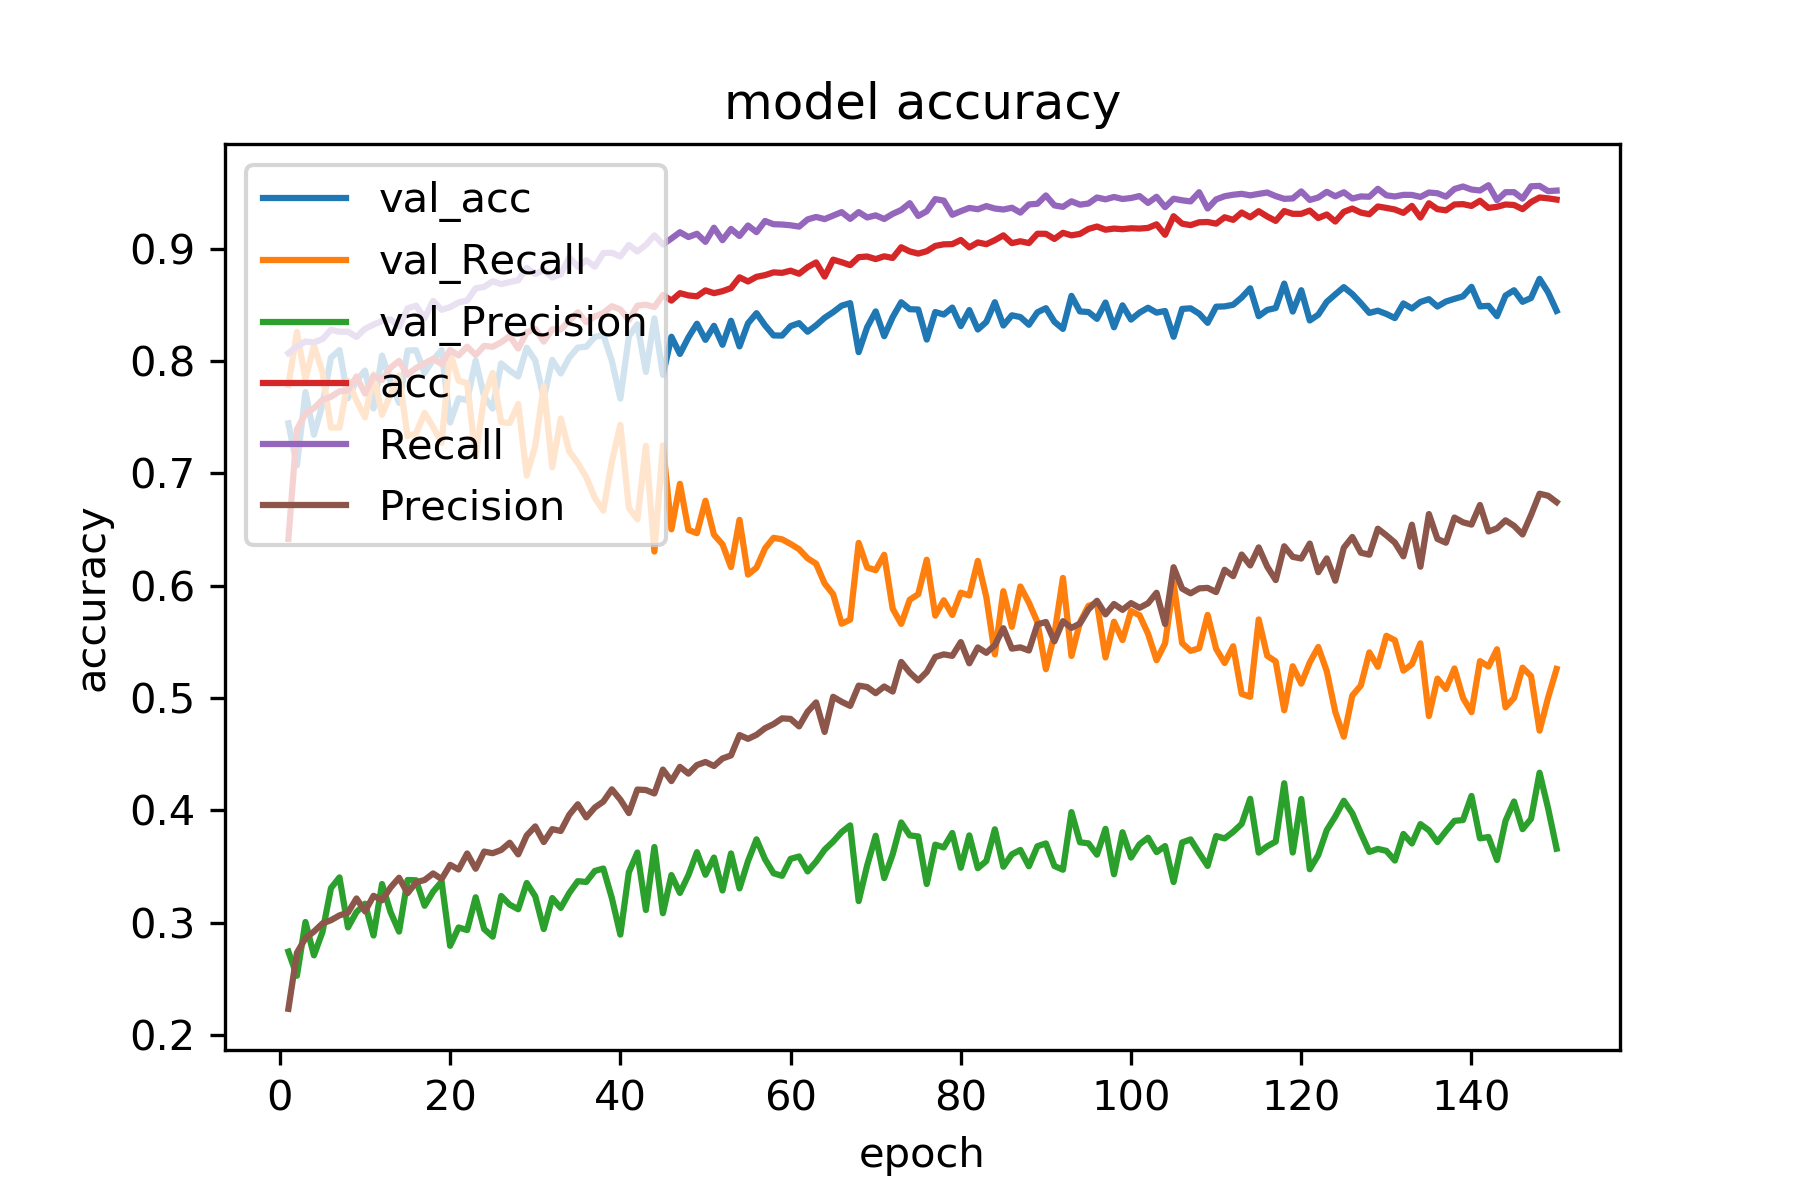 model accuracy
val_acc
val_Recall
val_Precision
acc
Recall
Precision
accuracy
0.9
0.8
0.7
0.6
0.5
0.4
0.3
0.2
0 20 40 60 80 100 120 140
epoch